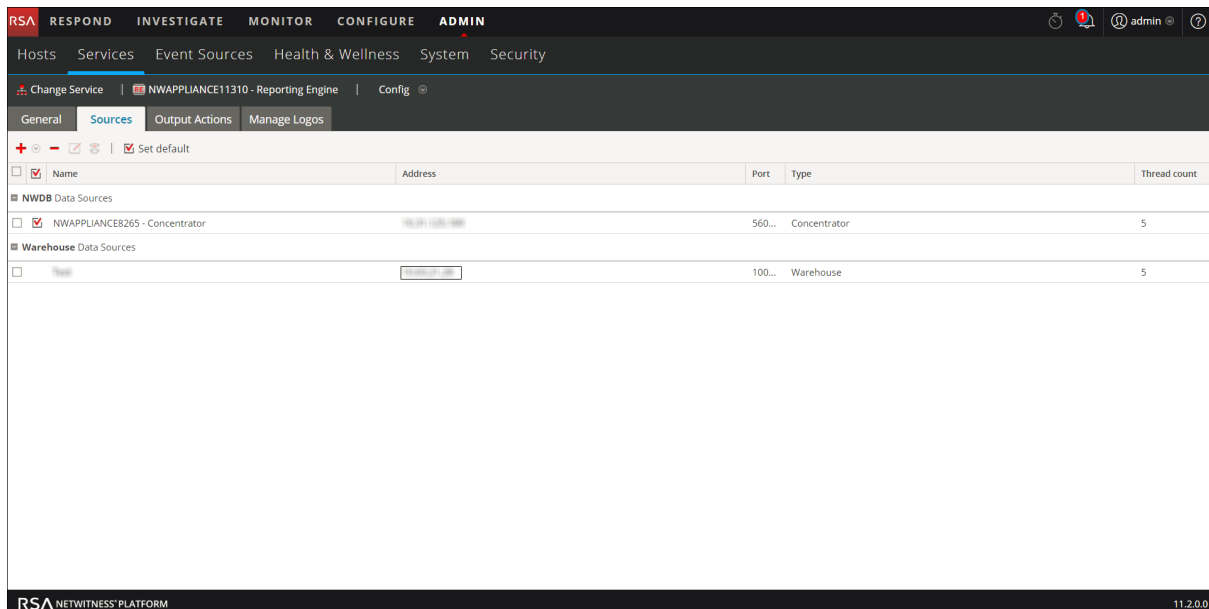 RSA RESPOND INVESTIGATE MONITOR CONFIGURE ADMIN 1 admin ?
Hosts Services Event Sources Health & Wellness System Security
Change Service | RE NWAPPLIANCE11310 - Reporting Engine | Config
General Sources Output Actions Manage Logos
Set default
Name Address Port Type Thread count
NWDB Data Sources
NWAPPLIANCE8265 - Concentrator 560... Concentrator 5
Warehouse Data Sources
100... Warehouse 5
RSA NETWITNESS® PLATFORM 11.2.0.0